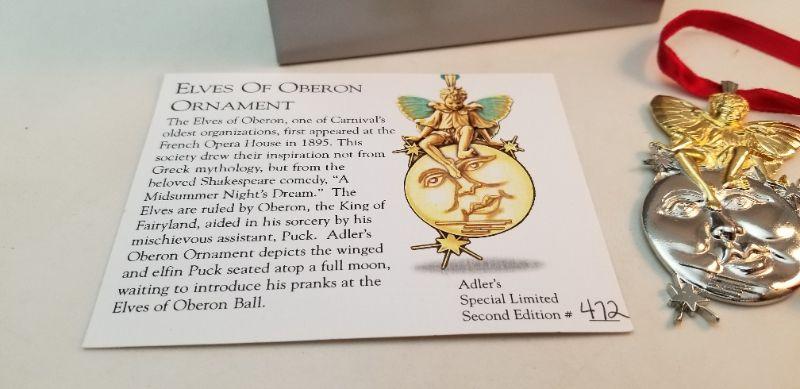 ELVES OF OBERON
ORNAMENT
The Elves of Oberon, one of Carnival's
oldest organizations, first appeared at the
French Opera House in 1895. This
society drew their inspiration not from
Greek mythology, but from the
beloved Shakespeare comedy, "A
Midsummer Night's Dream." The
Elves are ruled by Oberon, the King of
Fairyland, aided in his sorcery by his
mischievous assistant, Puck. Adler's
Oberon Ornament depicts the winged
and elfin Puck seated atop a full moon,
waiting to introduce his pranks at the
Elves of Oberon Ball.
Adler's
Special Limited
Second Edition # 472